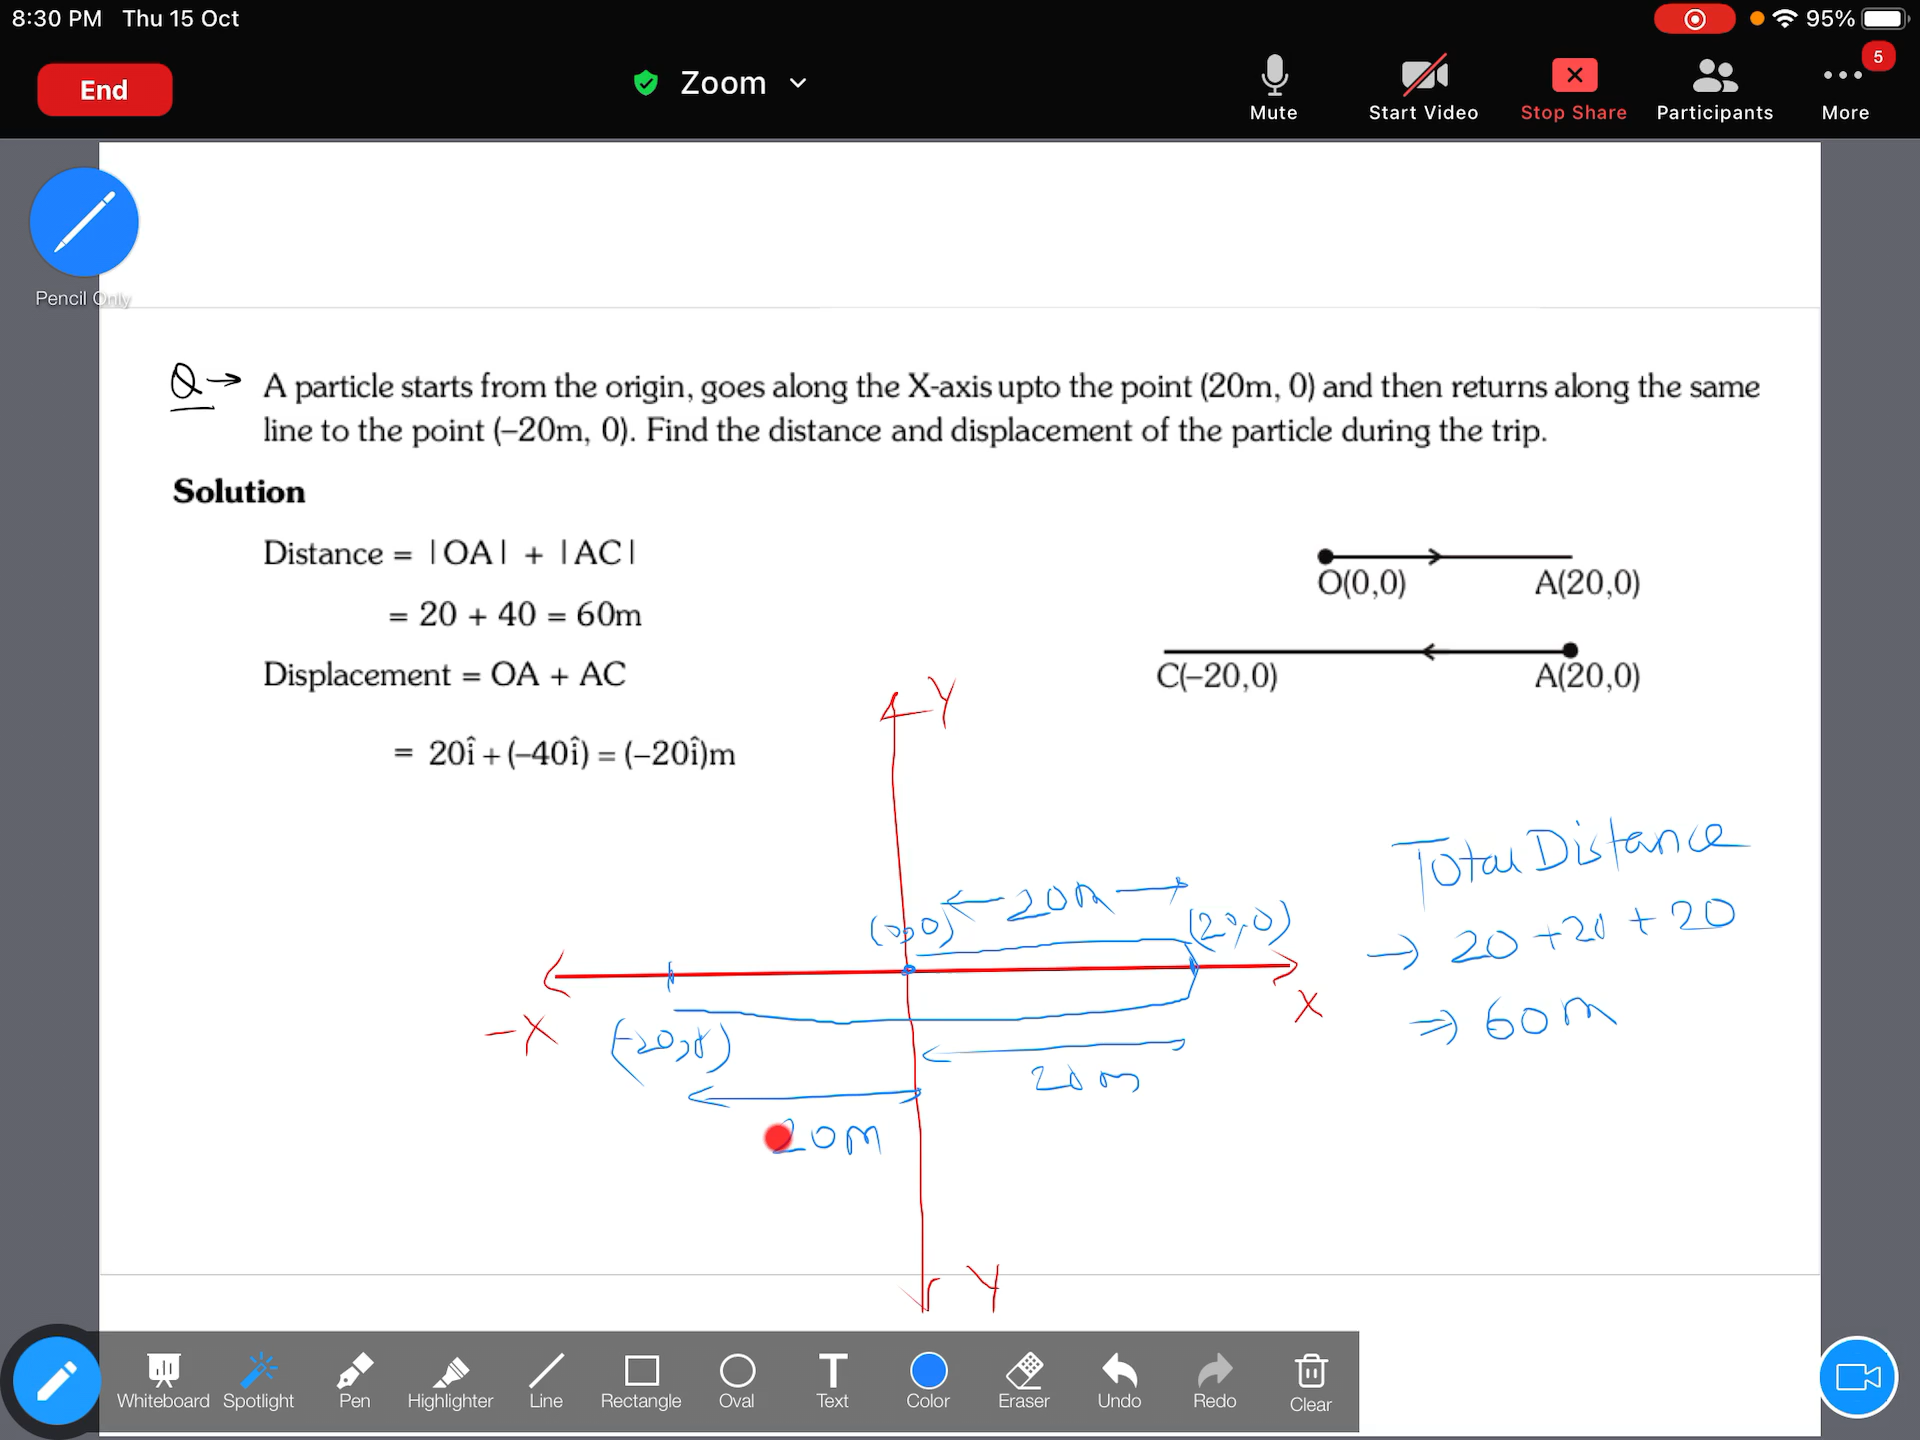 8:30 PM Thu 15 Oct
95%
End
Zoom
Mute
Start Video
Stop Share
Participants
5
More
Pencil Only
Q→ A particle starts from the origin, goes along the X-axis upto the point (20m, 0) and then returns along the same
line to the point (–20m, 0). Find the distance and displacement of the particle during the trip.
Solution
Distance = |OA| + |AC|
= 20 + 40 = 60m
Displacement = OA + AC
= 20î + (–40î) = (–20î)m
O(0,0) A(20,0)
C(–20,0) A(20,0)
Y
Total Distance
→ 20 + 20 + 20
⇒ 60m
← 20m →
(0,0) (20,0)
-X X
(-20,0)
20m
20m
Y
Whiteboard Spotlight Pen Highlighter Line Rectangle Oval Text Color Eraser Undo Redo Clear